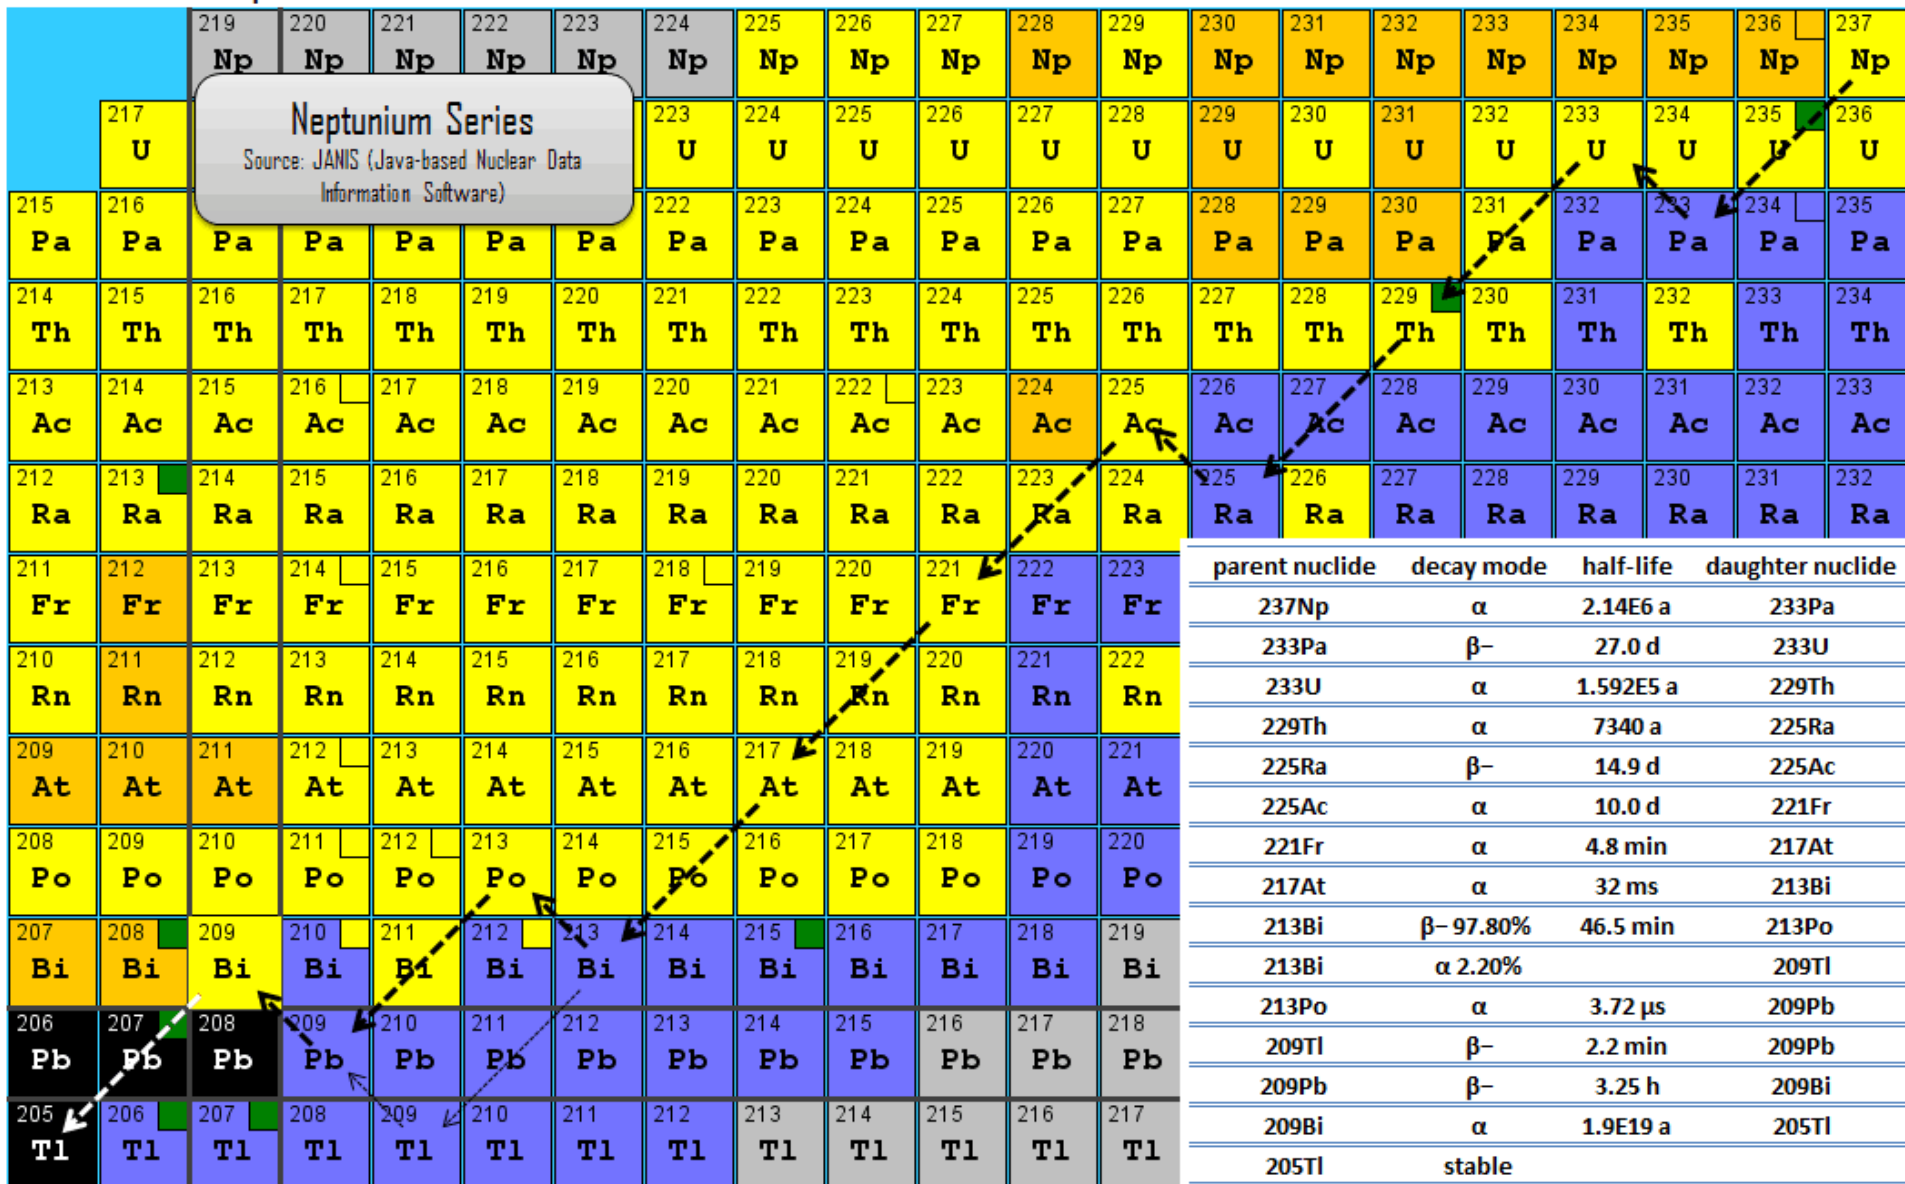 219 220 221 222 223 224 225 226 227 228 229 230 231 232 233 234 235 236 237
Np Np Np Np Np Np Np Np Np Np Np Np Np Np Np Np Np Np Np
Neptunium Series
Source: JANIS (Java-based Nuclear Data
Information Software)
217 223 224 225 226 227 228 229 230 231 232 233 234 235 236
U U U U U U U U U U U U U U U
215 216 222 223 224 225 226 227 228 229 230 231 232 233 234 235
Pa Pa Pa Pa Pa Pa Pa Pa Pa Pa Pa Pa Pa Pa Pa Pa Pa Pa Pa Pa Pa
214 215 216 217 218 219 220 221 222 223 224 225 226 227 228 229 230 231 232 233 234
Th Th Th Th Th Th Th Th Th Th Th Th Th Th Th Th Th Th Th Th Th
213 214 215 216 217 218 219 220 221 222 223 224 225 226 227 228 229 230 231 232 233
Ac Ac Ac Ac Ac Ac Ac Ac Ac Ac Ac Ac Ac Ac Ac Ac Ac Ac Ac Ac Ac
212 213 214 215 216 217 218 219 220 221 222 223 224 225 226 227 228 229 230 231 232
Ra Ra Ra Ra Ra Ra Ra Ra Ra Ra Ra Ra Ra Ra Ra Ra Ra Ra Ra Ra Ra
211 212 213 214 215 216 217 218 219 220 221 222 223
Fr Fr Fr Fr Fr Fr Fr Fr Fr Fr Fr Fr Fr
210 211 212 213 214 215 216 217 218 219 220 221 222
Rn Rn Rn Rn Rn Rn Rn Rn Rn Rn Rn Rn Rn
209 210 211 212 213 214 215 216 217 218 219 220 221
At At At At At At At At At At At At At
208 209 210 211 212 213 214 215 216 217 218 219 220
Po Po Po Po Po Po Po Po Po Po Po Po Po
207 208 209 210 211 212 213 214 215 216 217 218 219
Bi Bi Bi Bi Bi Bi Bi Bi Bi Bi Bi Bi Bi
206 207 208 209 210 211 212 213 214 215 216 217 218
Pb Pb Pb Pb Pb Pb Pb Pb Pb Pb Pb Pb Pb
205 206 207 208 209 210 211 212 213 214 215 216 217
Tl Tl Tl Tl Tl Tl Tl Tl Tl Tl Tl Tl Tl
parent nuclide decay mode half-life daughter nuclide
237Np α 2.14E6 a 233Pa
233Pa β− 27.0 d 233U
233U α 1.592E5 a 229Th
229Th α 7340 a 225Ra
225Ra β− 14.9 d 225Ac
225Ac α 10.0 d 221Fr
221Fr α 4.8 min 217At
217At α 32 ms 213Bi
213Bi β− 97.80% 46.5 min 213Po
213Bi α 2.20% 209Tl
213Po α 3.72 µs 209Pb
209Tl β− 2.2 min 209Pb
209Pb β− 3.25 h 209Bi
209Bi α 1.9E19 a 205Tl
205Tl stable